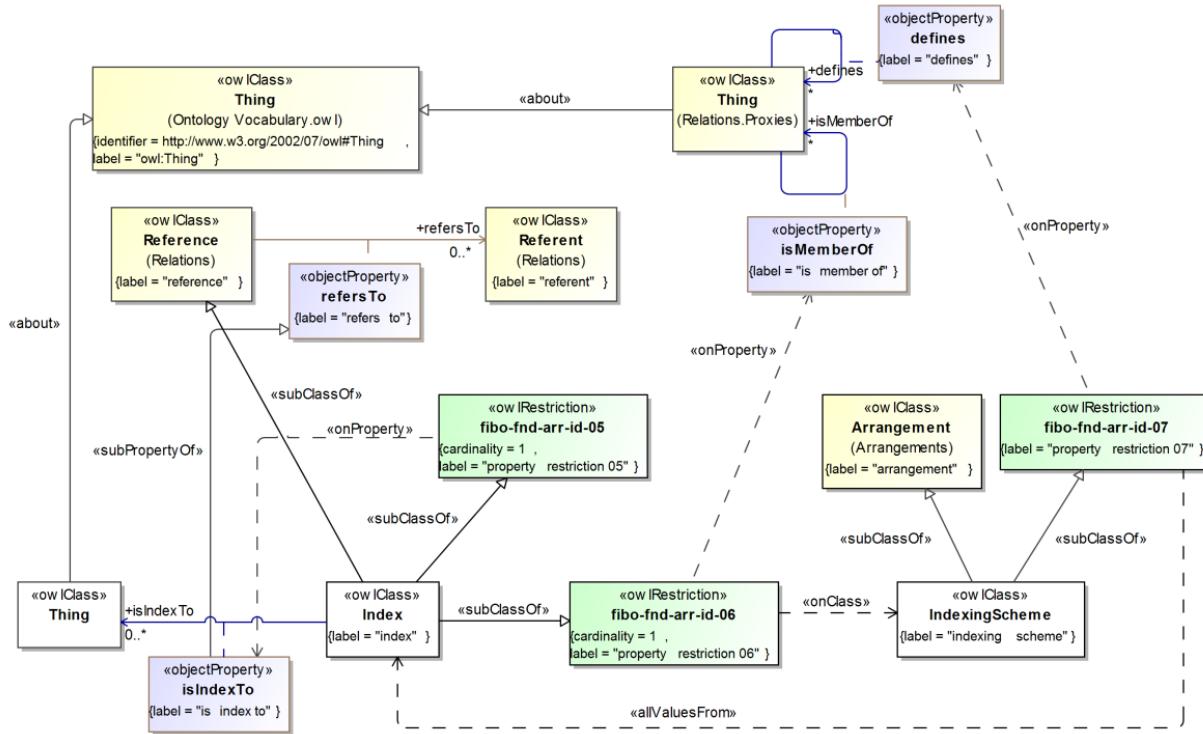 «objectProperty»
defines
{label = "defines" }
«owlClass»
Thing
(Ontology Vocabulary.owl)
{identifier = http://www.w3.org/2002/07/owl#Thing ,
label = "owl:Thing" }
«about»
«owlClass»
Thing
(Relations.Proxies)
+defines
*
+isMemberOf
*
«owlClass»
Reference
(Relations)
{label = "reference" }
+refersTo
0..*
«owlClass»
Referent
(Relations)
{label = "referent" }
«objectProperty»
isMemberOf
{label = "is member of"}
«onProperty»
«objectProperty»
refersTo
{label = "refers to"}
«about»
«onProperty»
«subClassOf»
«owlRestriction»
fibo-fnd-arr-id-05
{cardinality = 1 ,
label = "property restriction 05" }
«onProperty»
«owlClass»
Arrangement
(Arrangements)
{label = "arrangement" }
«owlRestriction»
fibo-fnd-arr-id-07
{label = "property restriction 07"}
«subPropertyOf»
«subClassOf»
«subClassOf»
«subClassOf»
«owlClass»
Thing
+isIndexTo
0..*
«owlClass»
Index
{label = "index" }
«subClassOf»
«owlRestriction»
fibo-fnd-arr-id-06
{cardinality = 1 ,
label = "property restriction 06" }
«onClass»
«owlClass»
IndexingScheme
{label = "indexing scheme"}
«objectProperty»
isIndexTo
{label = "is index to"}
«allValuesFrom»